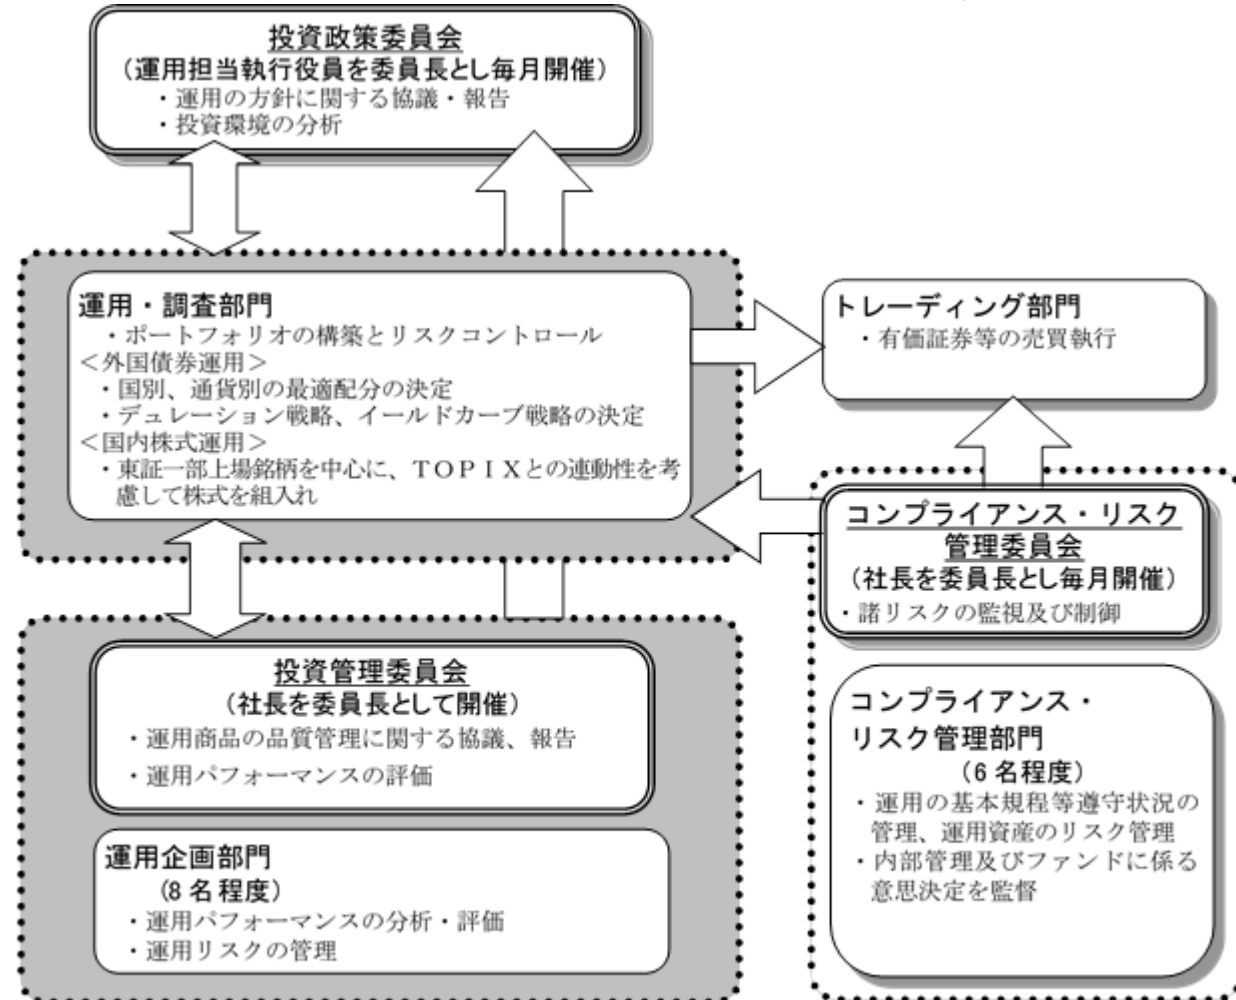 投資政策委員会
（運用担当執行役員を委員長とし毎月開催）
・運用の方針に関する協議・報告
・投資環境の分析
運用・調査部門
・ポートフォリオの構築とリスクコントロール
＜外国債券運用＞
・国別、通貨別の最適配分の決定
・デュレーション戦略、イールドカーブ戦略の決定
＜国内株式運用＞
・東証一部上場銘柄を中心に、ＴＯＰＩＸとの連動性を考
慮して株式を組入れ
トレーディング部門
・有価証券等の売買執行
コンプライアンス・リスク
管理委員会
（社長を委員長とし毎月開催）
・諸リスクの監視及び制御
投資管理委員会
（社長を委員長として開催）
・運用商品の品質管理に関する協議、報告
・運用パフォーマンスの評価
運用企画部門
（8 名程度）
・運用パフォーマンスの分析・評価
・運用リスクの管理
コンプライアンス・
リスク管理部門
（6 名程度）
・運用の基本規程等遵守状況の
管理、運用資産のリスク管理
・内部管理及びファンドに係る
意思決定を監督